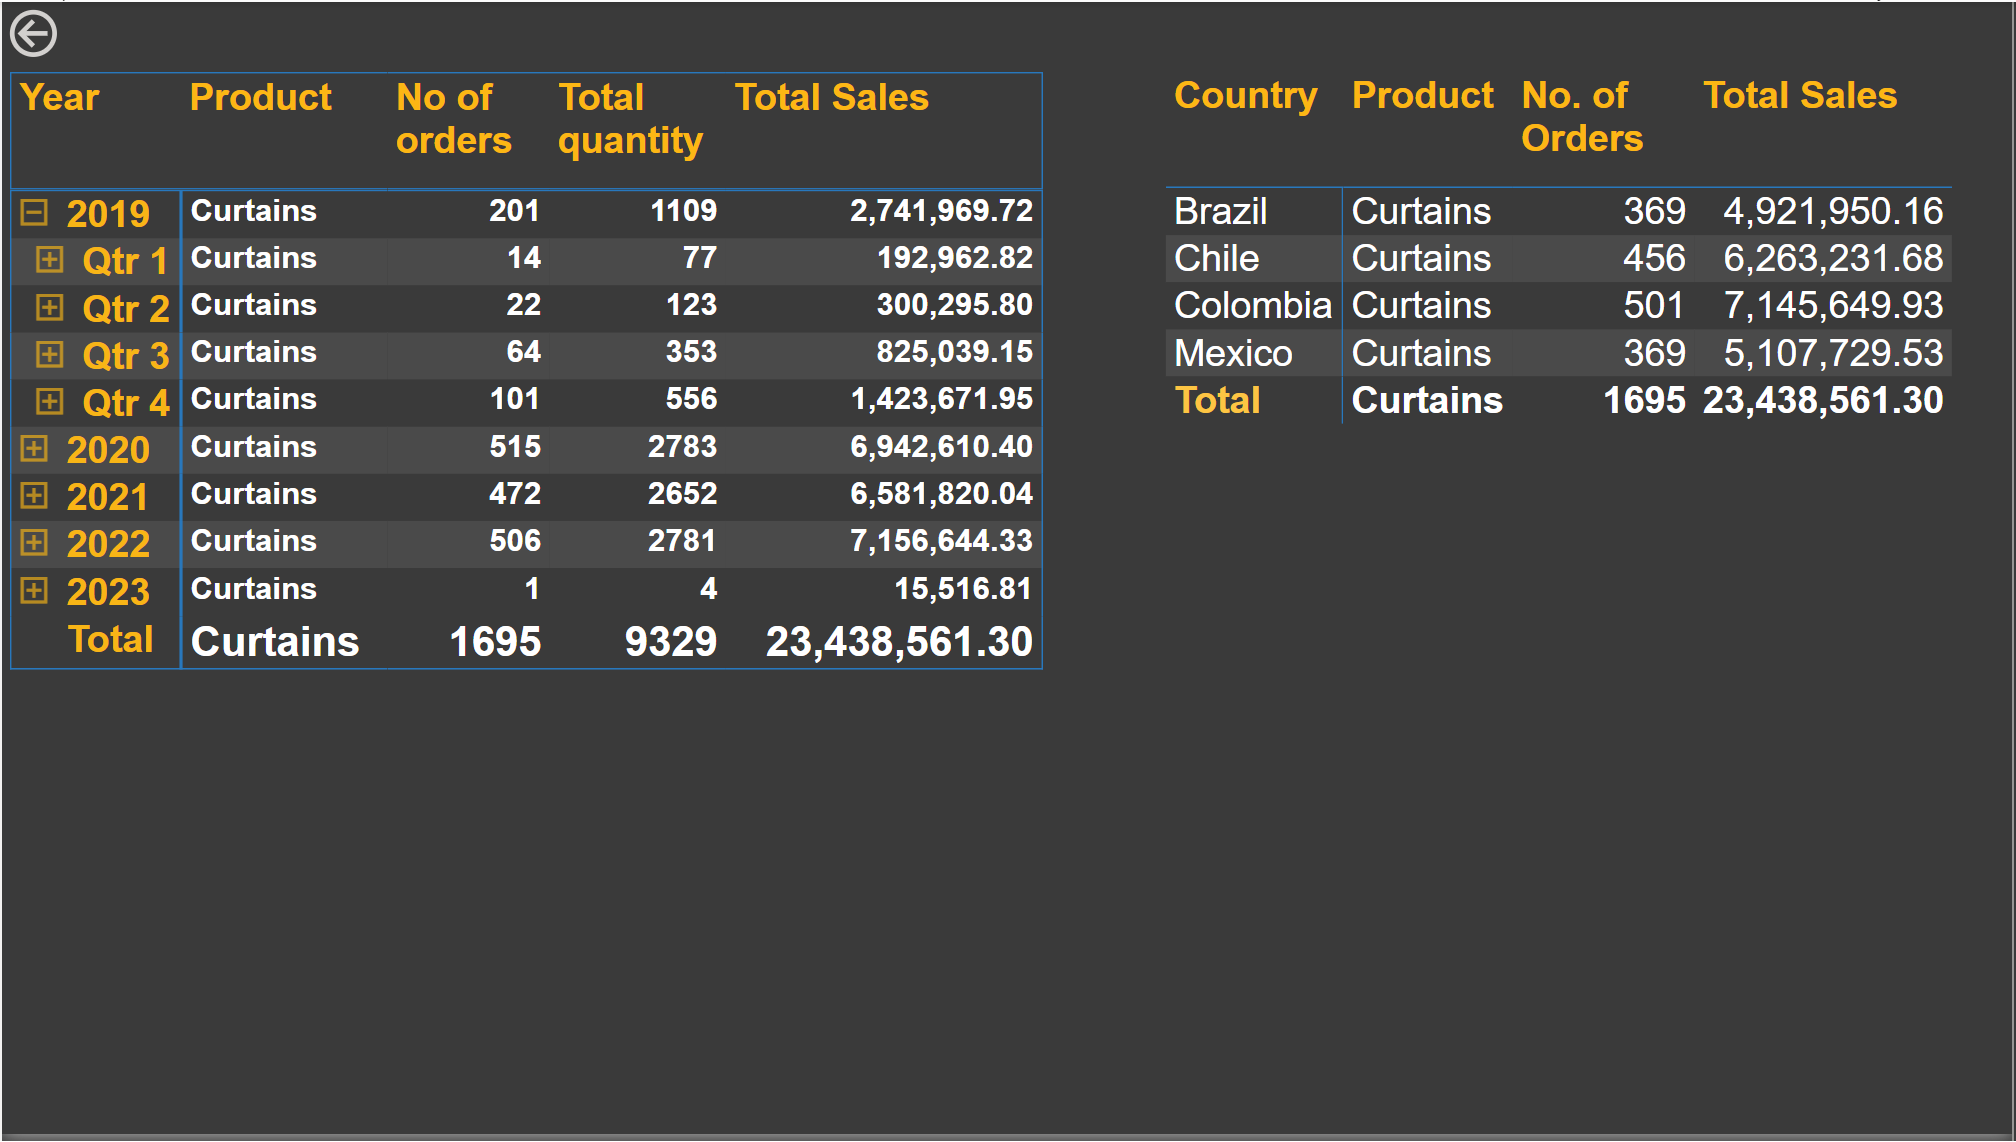 Year Product No of orders Total quantity Total Sales
2019 Curtains 201 1109 2,741,969.72
Qtr 1 Curtains 14 77 192,962.82
Qtr 2 Curtains 22 123 300,295.80
Qtr 3 Curtains 64 353 825,039.15
Qtr 4 Curtains 101 556 1,423,671.95
2020 Curtains 515 2783 6,942,610.40
2021 Curtains 472 2652 6,581,820.04
2022 Curtains 506 2781 7,156,644.33
2023 Curtains 1 4 15,516.81
Total Curtains 1695 9329 23,438,561.30
Country Product No. of Orders Total Sales
Brazil Curtains 369 4,921,950.16
Chile Curtains 456 6,263,231.68
Colombia Curtains 501 7,145,649.93
Mexico Curtains 369 5,107,729.53
Total Curtains 1695 23,438,561.30